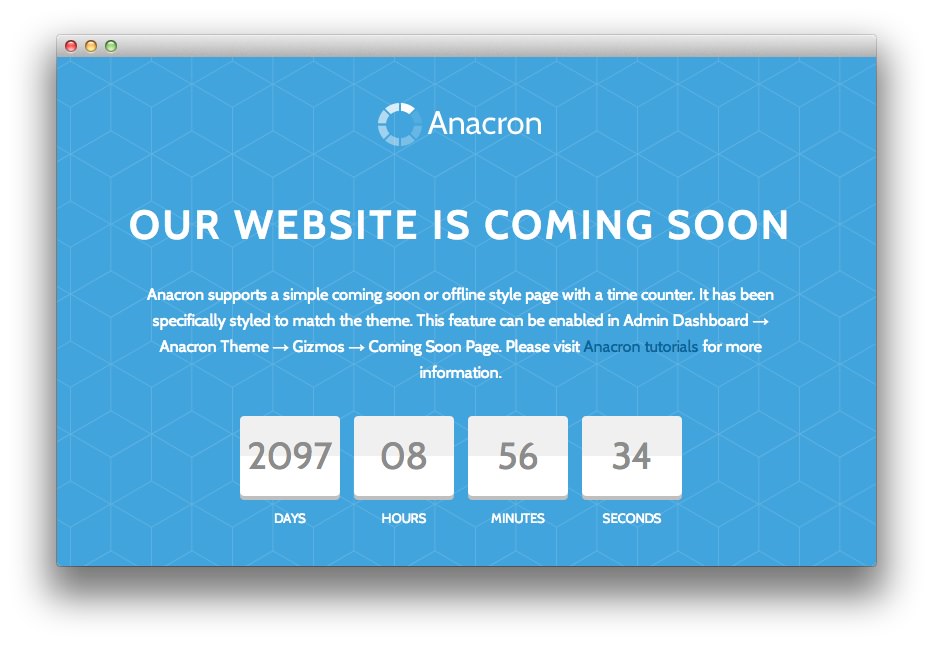 Anacron
OUR WEBSITE IS COMING SOON
Anacron supports a simple coming soon or offline style page with a time counter. It has been
specifically styled to match the theme. This feature can be enabled in Admin Dashboard →
Anacron Theme → Gizmos → Coming Soon Page. Please visit Anacron tutorials for more
information.
2097 08 56 34
DAYS HOURS MINUTES SECONDS